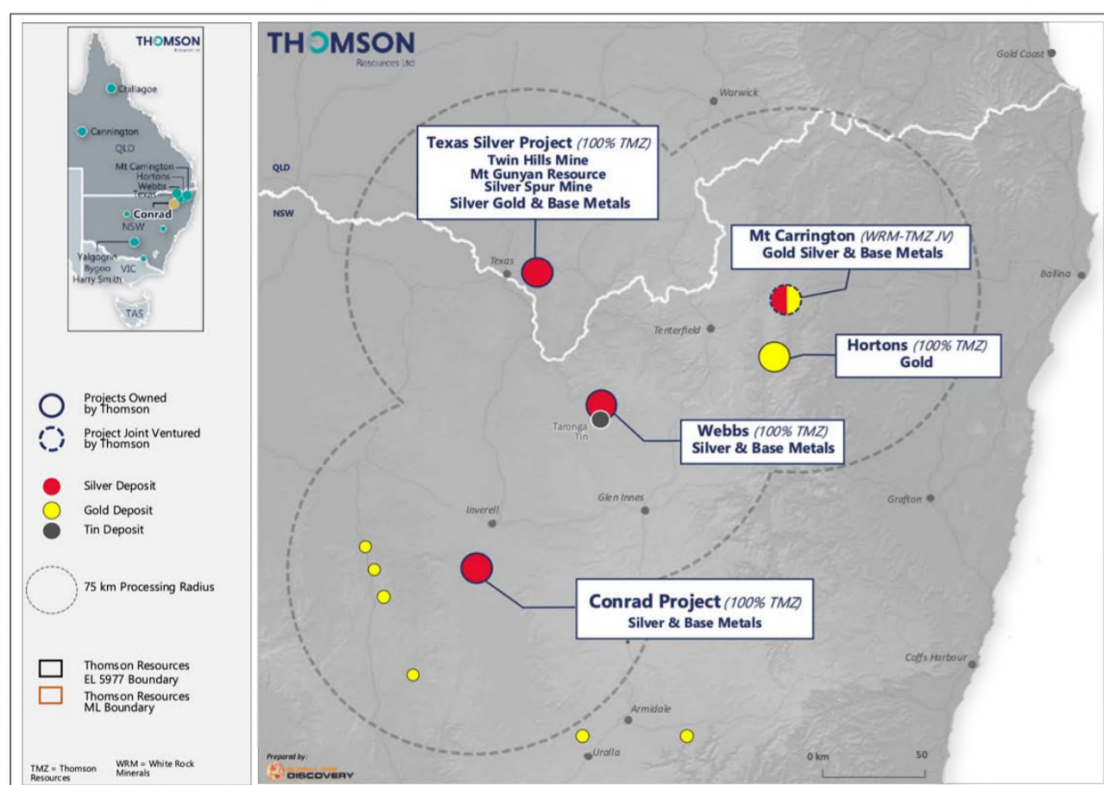 THOMSON
Resources Ltd
Chillagoe
Cannington
QLD
Mt Carrington
Hortons
Webbs
Texas
Conrad
NSW
Yalgogrin
Bygoo
Harry Smith
VIC
TAS
Projects Owned
by Thomson
Project Joint Ventured
by Thomson
Silver Deposit
Gold Deposit
Tin Deposit
75 km Processing Radius
Thomson Resources
EL 5977 Boundary
Thomson Resources
ML Boundary
TMZ = Thomson
Resources
WRM = White Rock
Minerals
THOMSON
Resources Ltd
Gold Coast
Warwick
Texas Silver Project (100% TMZ)
Twin Hills Mine
Mt Gunyan Resource
Silver Spur Mine
Silver Gold & Base Metals
QLD
NSW
Mt Carrington (WRM-TMZ JV)
Gold Silver & Base Metals
Texas
Ballina
Tenterfield
Hortons (100% TMZ)
Gold
Taronga
Tin
Webbs (100% TMZ)
Silver & Base Metals
Glen Innes
Grafton
Inverell
Conrad Project (100% TMZ)
Silver & Base Metals
Coffs Harbour
Armidale
Uralla
Prepared by:
DISCOVERY
0 km
50